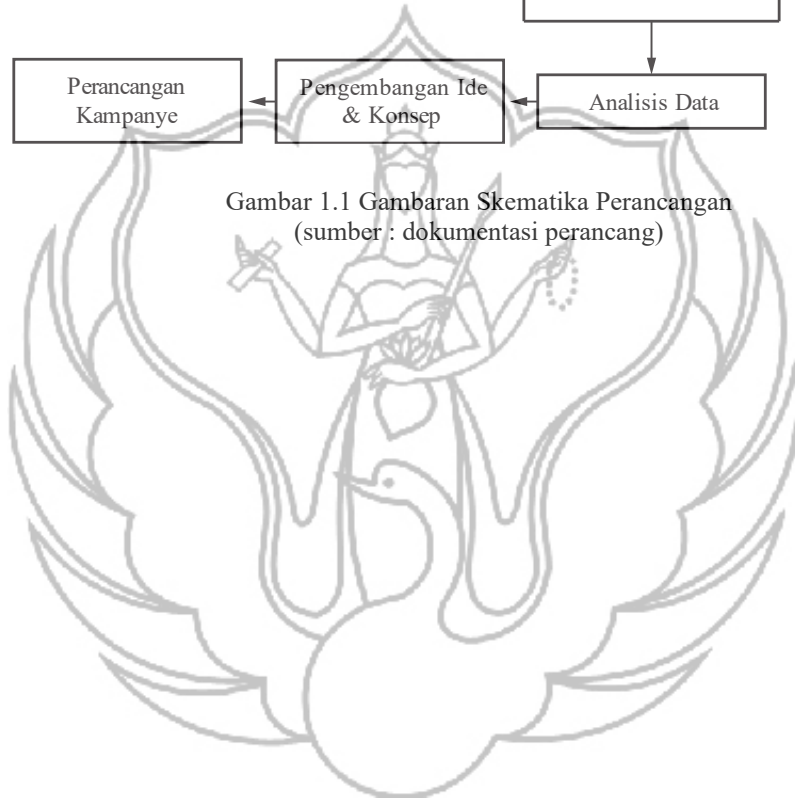 Perancangan
Kampanye
Pengembangan Ide
& Konsep
Analisis Data
Gambar 1.1 Gambaran Skematika Perancangan
(sumber : dokumentasi perancang)